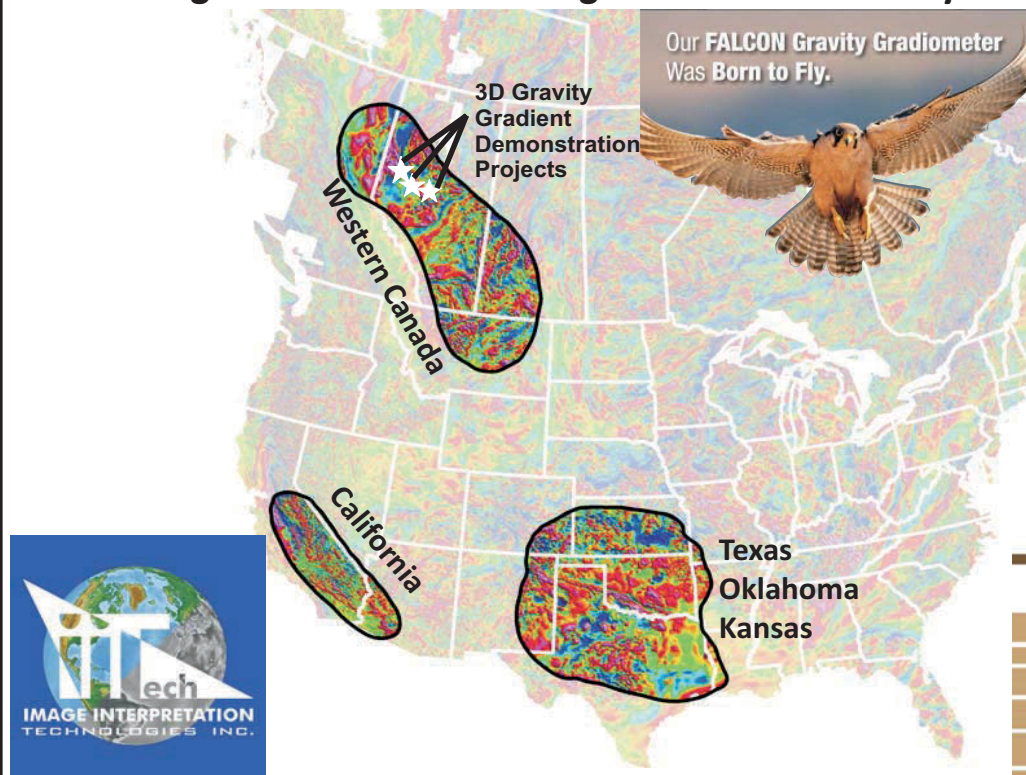 Our FALCON Gravity Gradiometer
Was Born to Fly.
3D Gravity
Gradient
Demonstration
Projects
Western Canada
California
Texas
Oklahoma
Kansas
iTTech
IMAGE INTERPRETATION
TECHNOLOGIES INC.